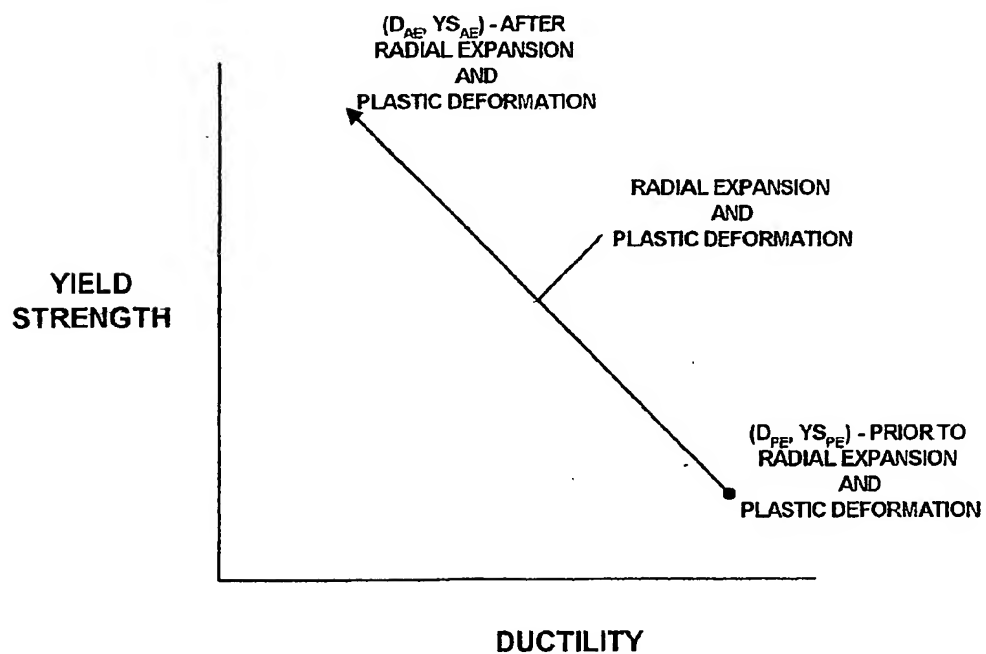 (D_AE, YS_AE) - AFTER
RADIAL EXPANSION
AND
PLASTIC DEFORMATION
RADIAL EXPANSION
AND
PLASTIC DEFORMATION
YIELD
STRENGTH
(D_PE, YS_PE) - PRIOR TO
RADIAL EXPANSION
AND
PLASTIC DEFORMATION
DUCTILITY